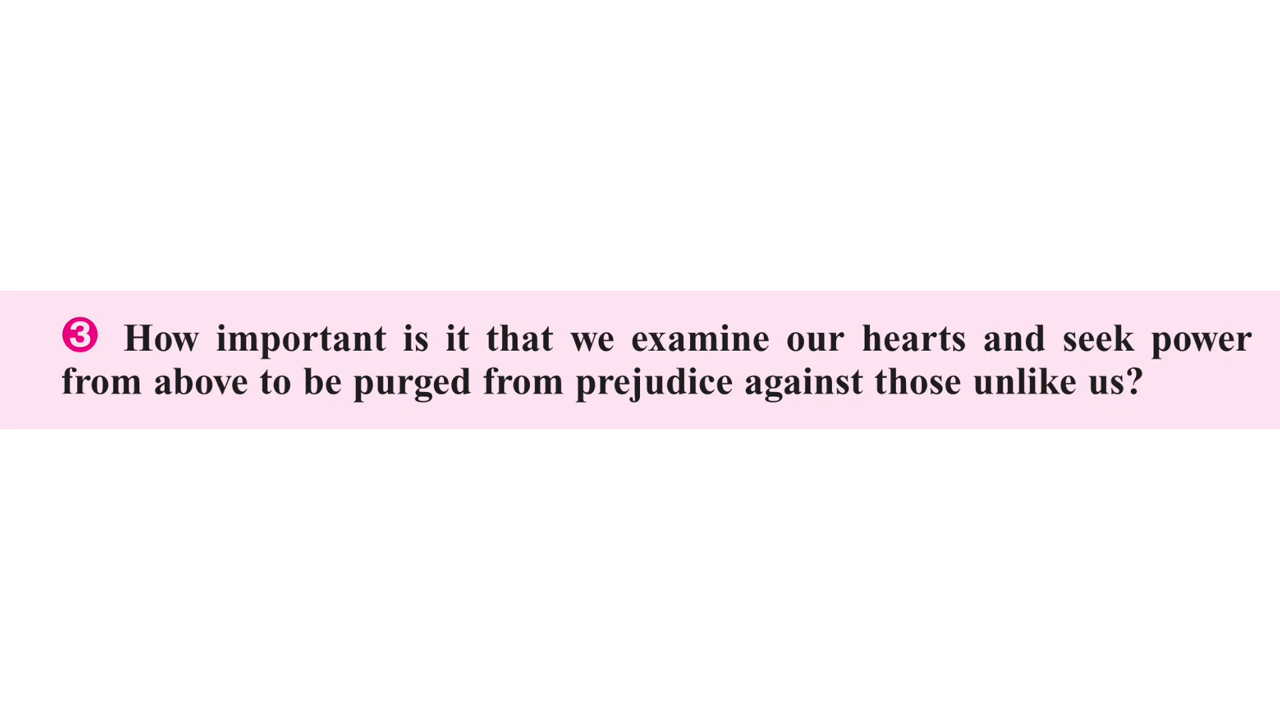 ❸ How important is it that we examine our hearts and seek power
from above to be purged from prejudice against those unlike us?